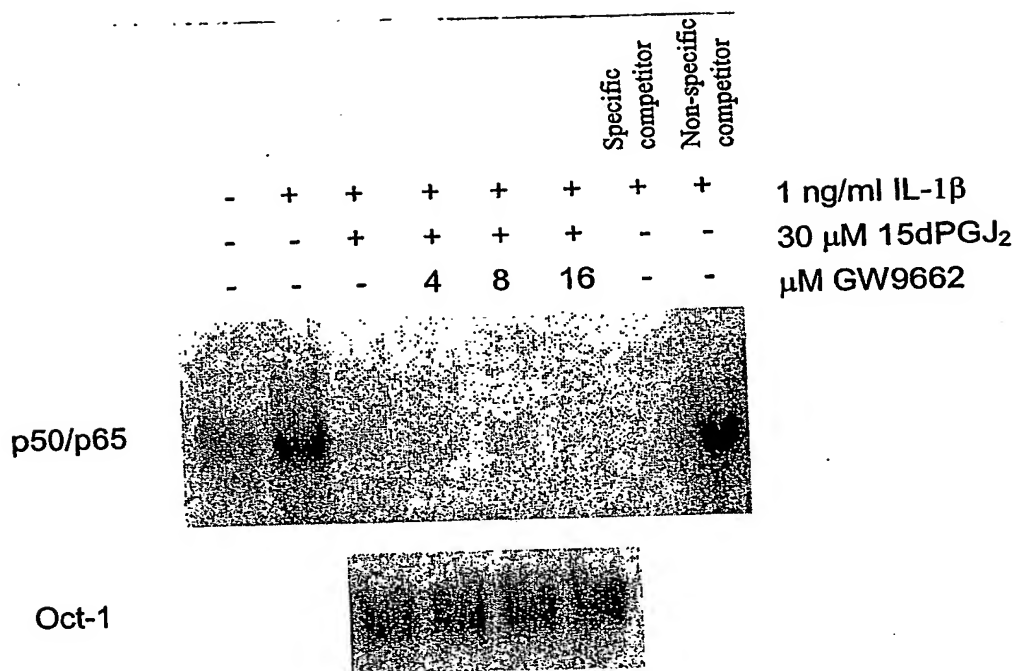 Specific
competitor
Non-specific
competitor
- + + + + + + + 1 ng/ml IL-1β
- - + + + + - - 30 μM 15dPGJ₂
- - - 4 8 16 - - μM GW9662
p50/p65
Oct-1